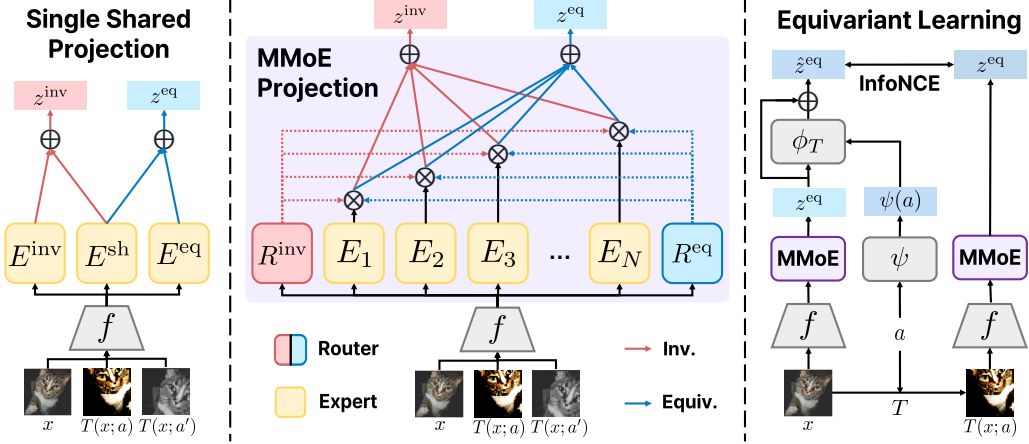 Single Shared
Projection
z^inv
z^eq
⊕ ⊕
E^inv
E^sh
E^eq
f
x
T(x; a)
T(x; a′)
MMoE
Projection
z^inv
z^eq
⊕ ⊕
⊗ ⊗ ⊗ ⊗
R^inv
E_1
E_2
E_3
...
E_N
R^eq
f
Router
Expert
Inv.
Equiv.
x
T(x; a)
T(x; a′)
Equivariant Learning
ẑ^eq
InfoNCE
z^eq
⊕
ϕ_T
z^eq
ψ(a)
MMoE
ψ
MMoE
f
a
f
T
x
T(x; a)